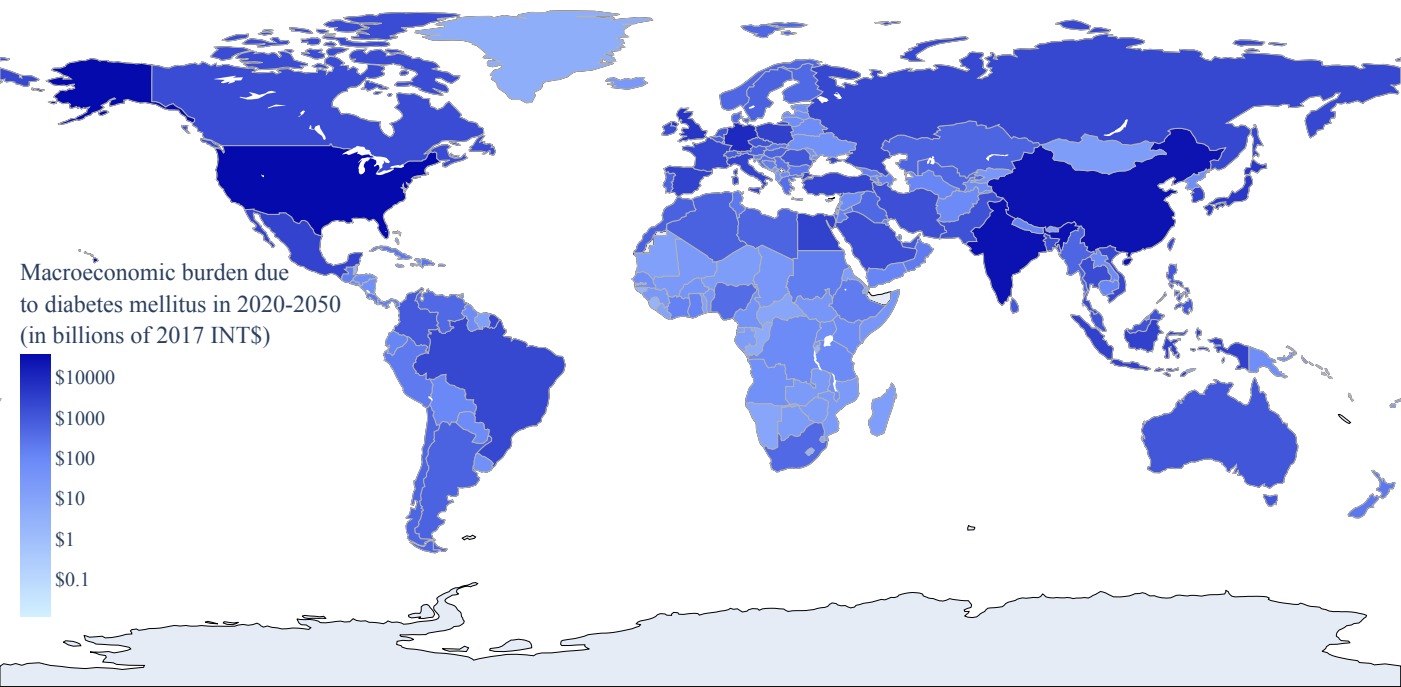 Macroeconomic burden due
to diabetes mellitus in 2020-2050
(in billions of 2017 INT$)
$10000
$1000
$100
$10
$1
$0.1